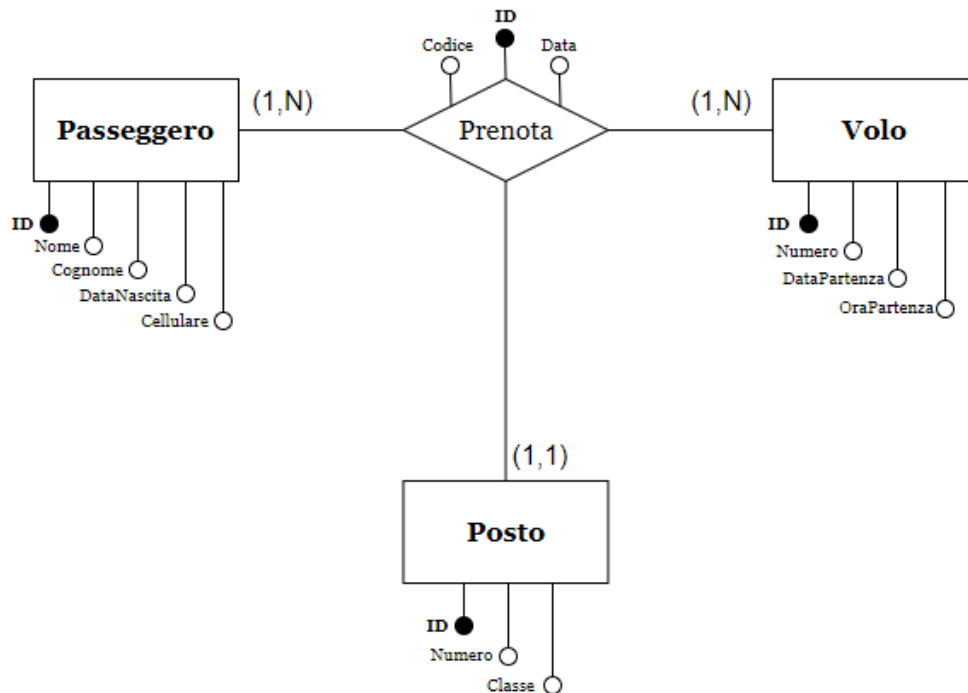 ID
Codice
Data
(1,N)
(1,N)
Passeggero
Prenota
Volo
ID
Nome
Cognome
DataNascita
Cellulare
ID
Numero
DataPartenza
OraPartenza
(1,1)
Posto
ID
Numero
Classe